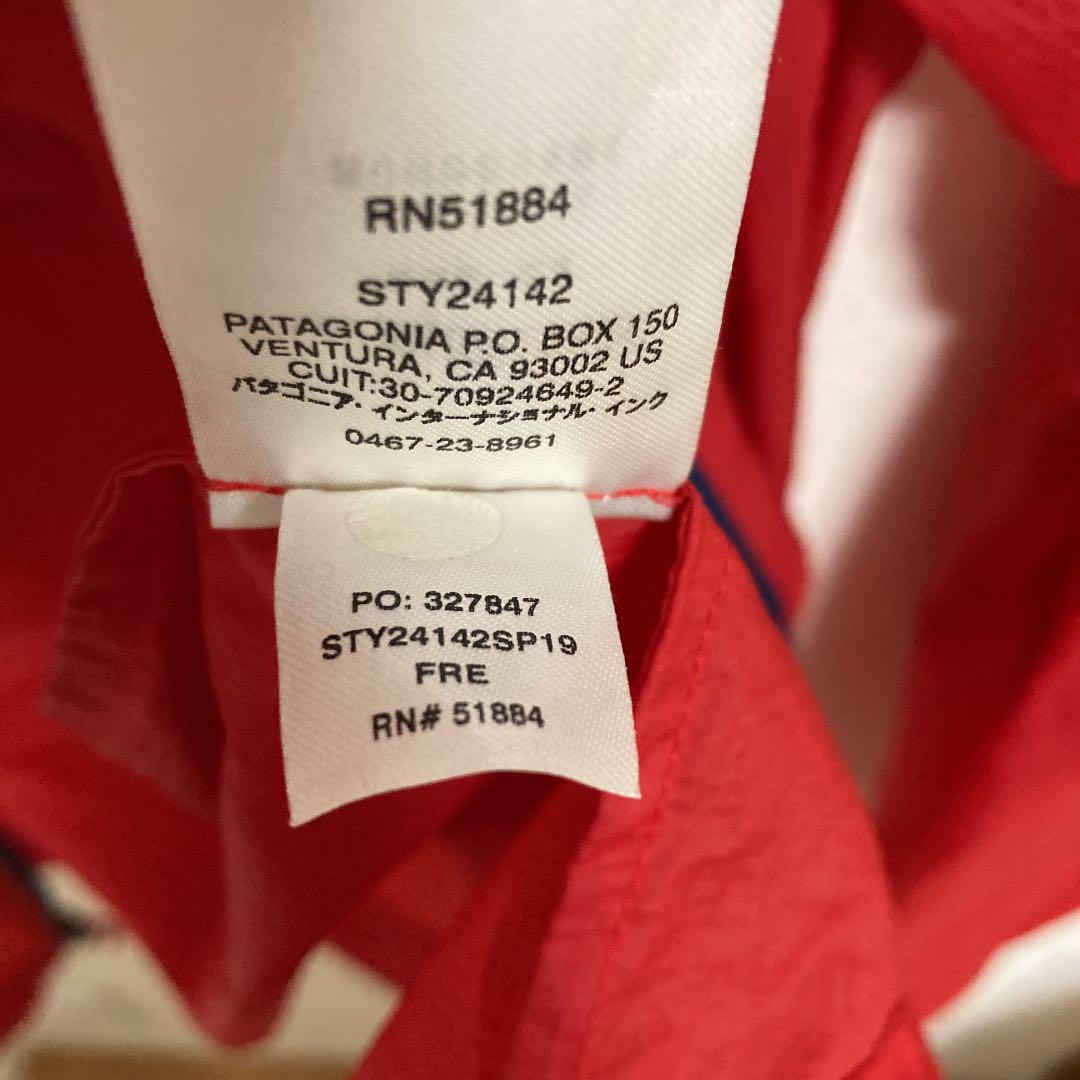 RN51884
STY24142
PATAGONIA P.O. BOX 150
VENTURA, CA 93002 US
CUIT:30-70924649-2
パタゴニア・インターナショナル・インク
0467-23-8961
PO: 327847
STY24142SP19
FRE
RN# 51884